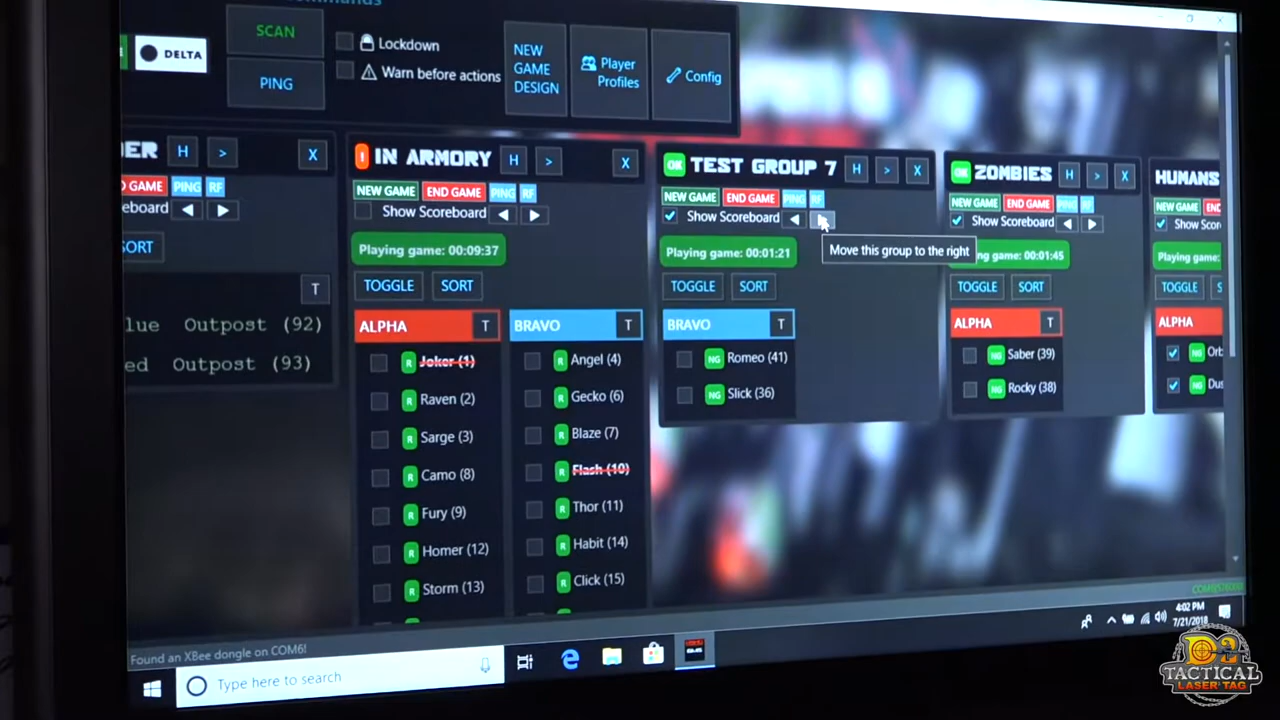 DELTA
SCAN
PING
Lockdown
Warn before actions
NEW GAME DESIGN
Player Profiles
Config
H
>
X
GAME
PING
RF
IN ARMORY
H
>
X
NEW GAME
END GAME
PING
RF
Show Scoreboard
Playing game: 00:09:37
TOGGLE
SORT
ALPHA
T
R
Joker (1)
R
Raven (2)
R
Sarge (3)
R
Camo (8)
R
Fury (9)
R
Homer (12)
R
Storm (13)
BRAVO
T
R
Angel (4)
R
Gecko (6)
R
Blaze (7)
R
Flash (10)
R
Thor (11)
R
Habit (14)
R
Click (15)
T
Outpost (92)
Outpost (93)
OK
TEST GROUP 7
H
>
X
NEW GAME
END GAME
PING
RF
Show Scoreboard
Move this group to the right
Playing game: 00:01:21
TOGGLE
SORT
BRAVO
T
NG
Romeo (41)
NG
Slick (36)
OK
ZOMBIES
H
>
X
NEW GAME
END GAME
PING
RF
Show Scoreboard
ng game: 00:01:45
TOGGLE
SORT
ALPHA
T
NG
Saber (39)
NG
Rocky (38)
HUMANS
NEW GAME
Show Scor
Playing game:
TOGGLE
ALPHA
NG
NG
Found an XBee dongle on COM6!
Type here to search
4:02 PM
7/21/2018
D2
TACTICAL
LASER TAG